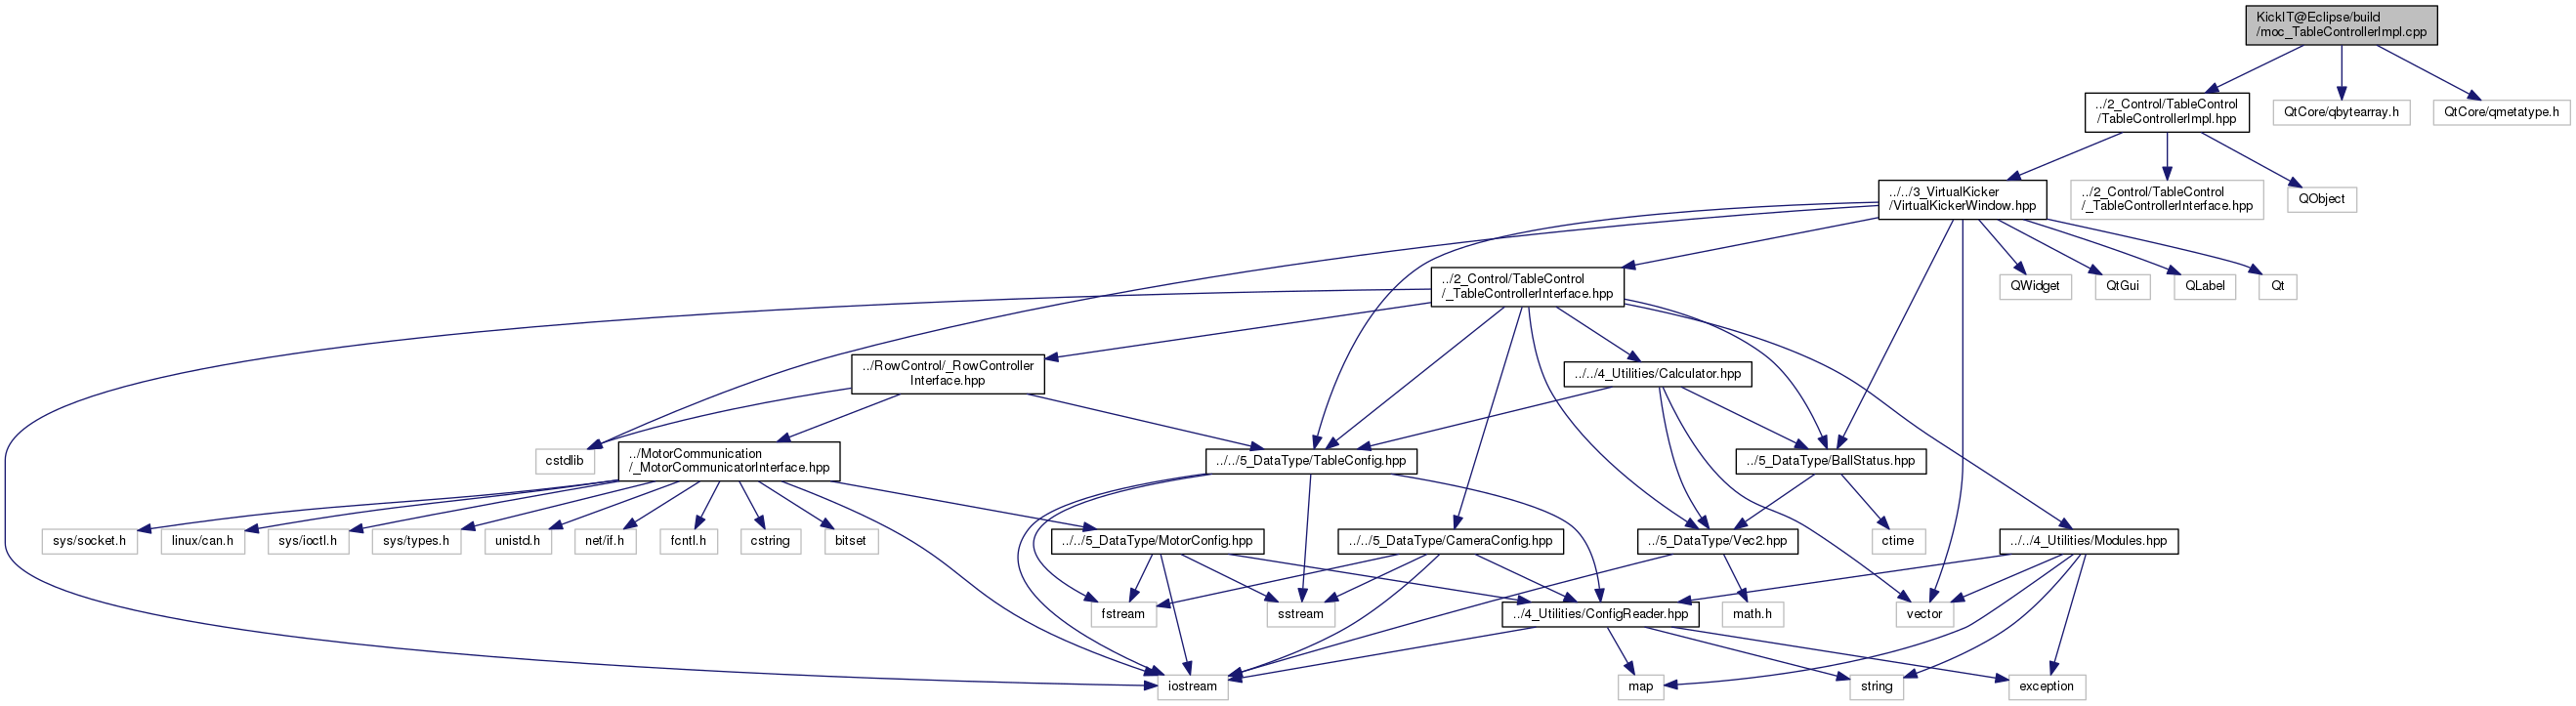 KickIT@Eclipse/build
/moc_TableControllerImpl.cpp
../2_Control/TableControl
/TableControllerImpl.hpp
QtCore/qbytearray.h
QtCore/qmetatype.h
../../3_VirtualKicker
/VirtualKickerWindow.hpp
../2_Control/TableControl
/_TableControllerInterface.hpp
QObject
../2_Control/TableControl
/_TableControllerInterface.hpp
QWidget
QtGui
QLabel
Qt
../RowControl/_RowController
Interface.hpp
../../4_Utilities/Calculator.hpp
cstdlib
../MotorCommunication
/_MotorCommunicatorInterface.hpp
../../5_DataType/TableConfig.hpp
../5_DataType/BallStatus.hpp
sys/socket.h
linux/can.h
sys/ioctl.h
sys/types.h
unistd.h
net/if.h
fcntl.h
cstring
bitset
../../5_DataType/MotorConfig.hpp
../../5_DataType/CameraConfig.hpp
../5_DataType/Vec2.hpp
ctime
../../4_Utilities/Modules.hpp
fstream
sstream
../4_Utilities/ConfigReader.hpp
math.h
vector
iostream
map
string
exception